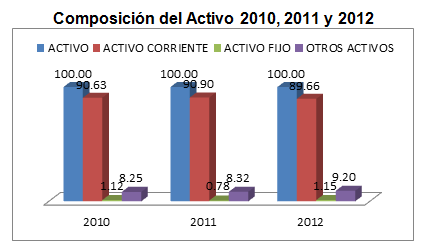 Composición del Activo 2010, 2011 y 2012
ACTIVO ACTIVO CORRIENTE ACTIVO FIJO OTROS ACTIVOS
100.00 100.00 100.00
90.63 90.90 89.66
1.12 8.25 0.78 8.32 1.15 9.20
2010 2011 2012